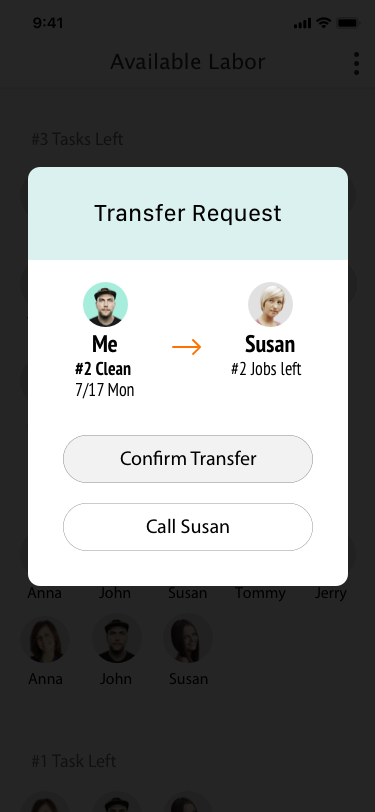 9:41
Available Labor
#3 Tasks Left
Transfer Request
Me
#2 Clean
7/17 Mon
Susan
#2 Jobs left
Confirm Transfer
Call Susan
Anna John Susan Tommy Jerry
Anna John Susan
#1 Task Left